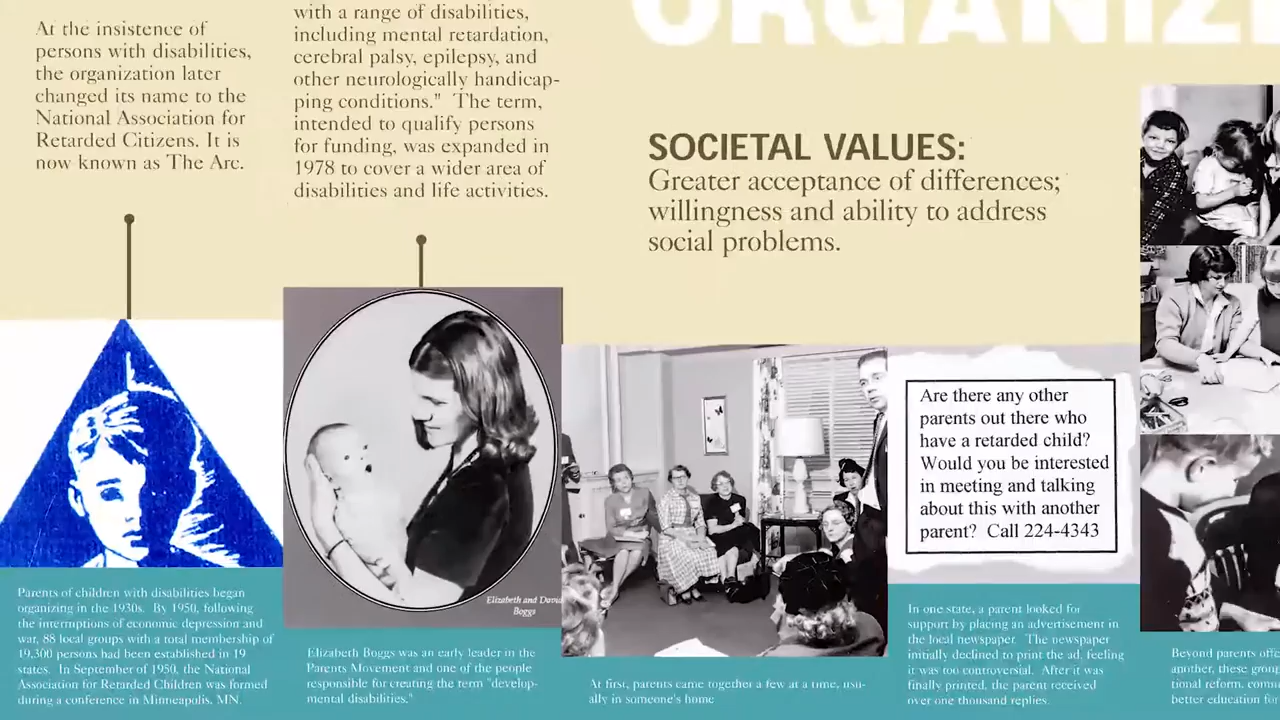 ORGANIZE
At the insistence of
persons with disabilities,
the organization later
changed its name to the
National Association for
Retarded Citizens. It is
now known as The Arc.
with a range of disabilities,
including mental retardation,
cerebral palsy, epilepsy, and
other neurologically handicap-
ping conditions." The term,
intended to qualify persons
for funding, was expanded in
1978 to cover a wider area of
disabilities and life activities.
SOCIETAL VALUES:
Greater acceptance of differences;
willingness and ability to address
social problems.
Elizabeth and David
Boggs
Are there any other
parents out there who
have a retarded child?
Would you be interested
in meeting and talking
about this with another
parent? Call 224-4343
Parents of children with disabilities began
organizing in the 1930s. By 1950, following
the interruptions of economic depression and
war, 88 local groups with a total membership of
19,300 persons had been established in 19
states. In September of 1950, the National
Association for Retarded Children was formed
during a conference in Minneapolis, MN.
Elizabeth Boggs was an early leader in the
Parents Movement and one of the people
responsible for creating the term "develop-
mental disabilities."
At first, parents came together a few at a time, usu-
ally in someone's home
In one state, a parent looked for
support by placing an advertisement in
the local newspaper. The newspaper
initially declined to print the ad, feeling
it was too controversial. After it was
finally printed, the parent received
over one thousand replies.
Beyond parents
another, these
tional reform,
better education for